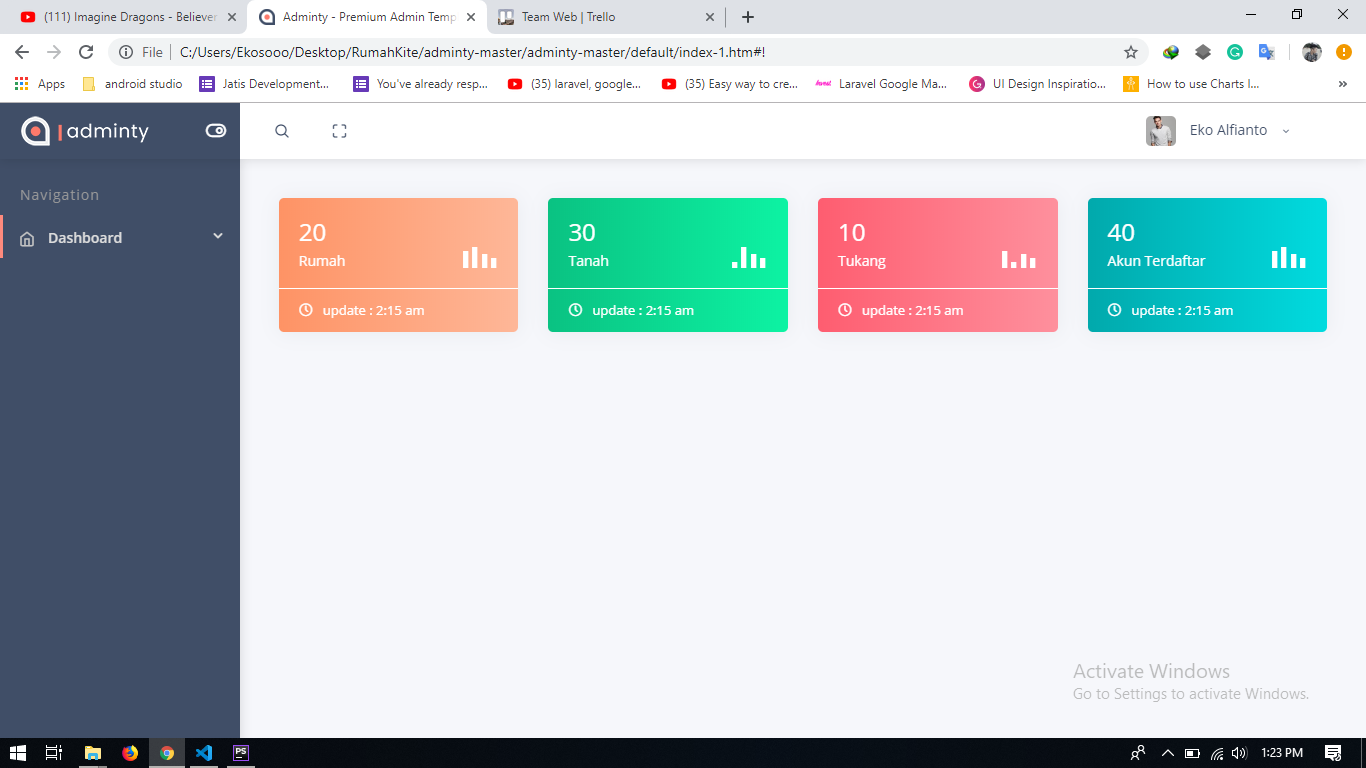 (111) Imagine Dragons - Believer
Adminty - Premium Admin Temp
Team Web | Trello
File
C:/Users/Ekosooo/Desktop/RumahKite/adminty-master/adminty-master/default/index-1.htm#!
Apps
android studio
Jatis Development...
You've already resp...
(35) laravel, google...
(35) Easy way to cre...
Laravel Google Ma...
UI Design Inspiratio...
How to use Charts I...
»
adminty
Eko Alfianto
Navigation
Dashboard
20
Rumah
update : 2:15 am
30
Tanah
update : 2:15 am
10
Tukang
update : 2:15 am
40
Akun Terdaftar
update : 2:15 am
Activate Windows
Go to Settings to activate Windows.
PS
1:23 PM